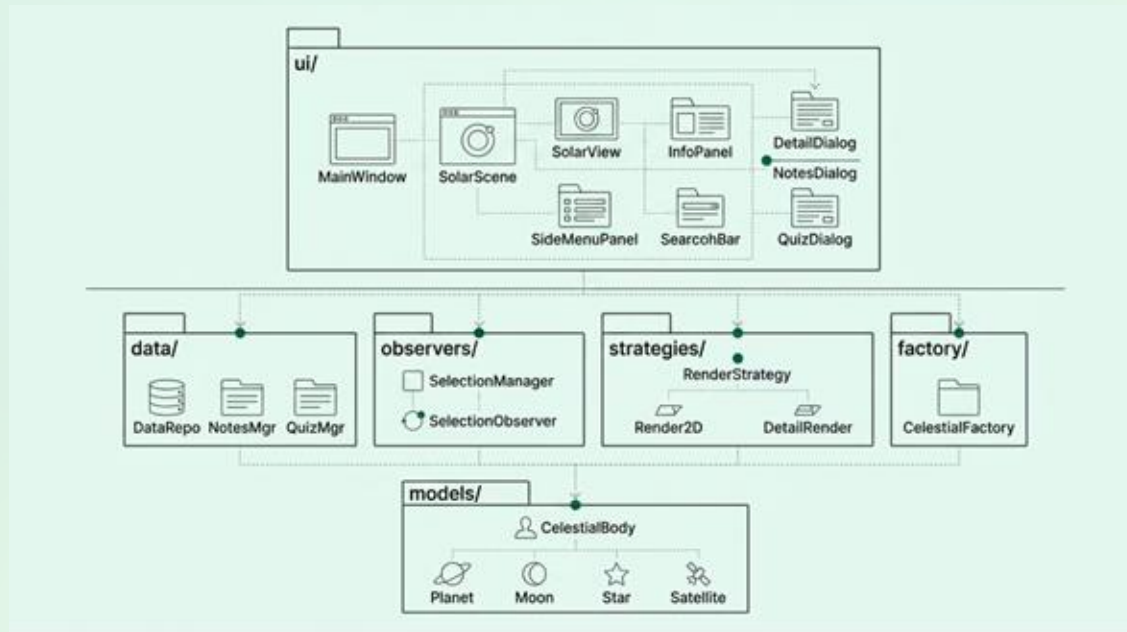 ui/
MainWindow
SolarScene
SolarView
InfoPanel
DetailDialog
NotesDialog
SideMenuPanel
SearcohBar
QuizDialog
data/
DataRepo
NotesMgr
QuizMgr
observers/
SelectionManager
SelectionObserver
strategies/
RenderStrategy
Render2D
DetailRender
factory/
CelestialFactory
models/
CelestialBody
Planet
Moon
Star
Satellite